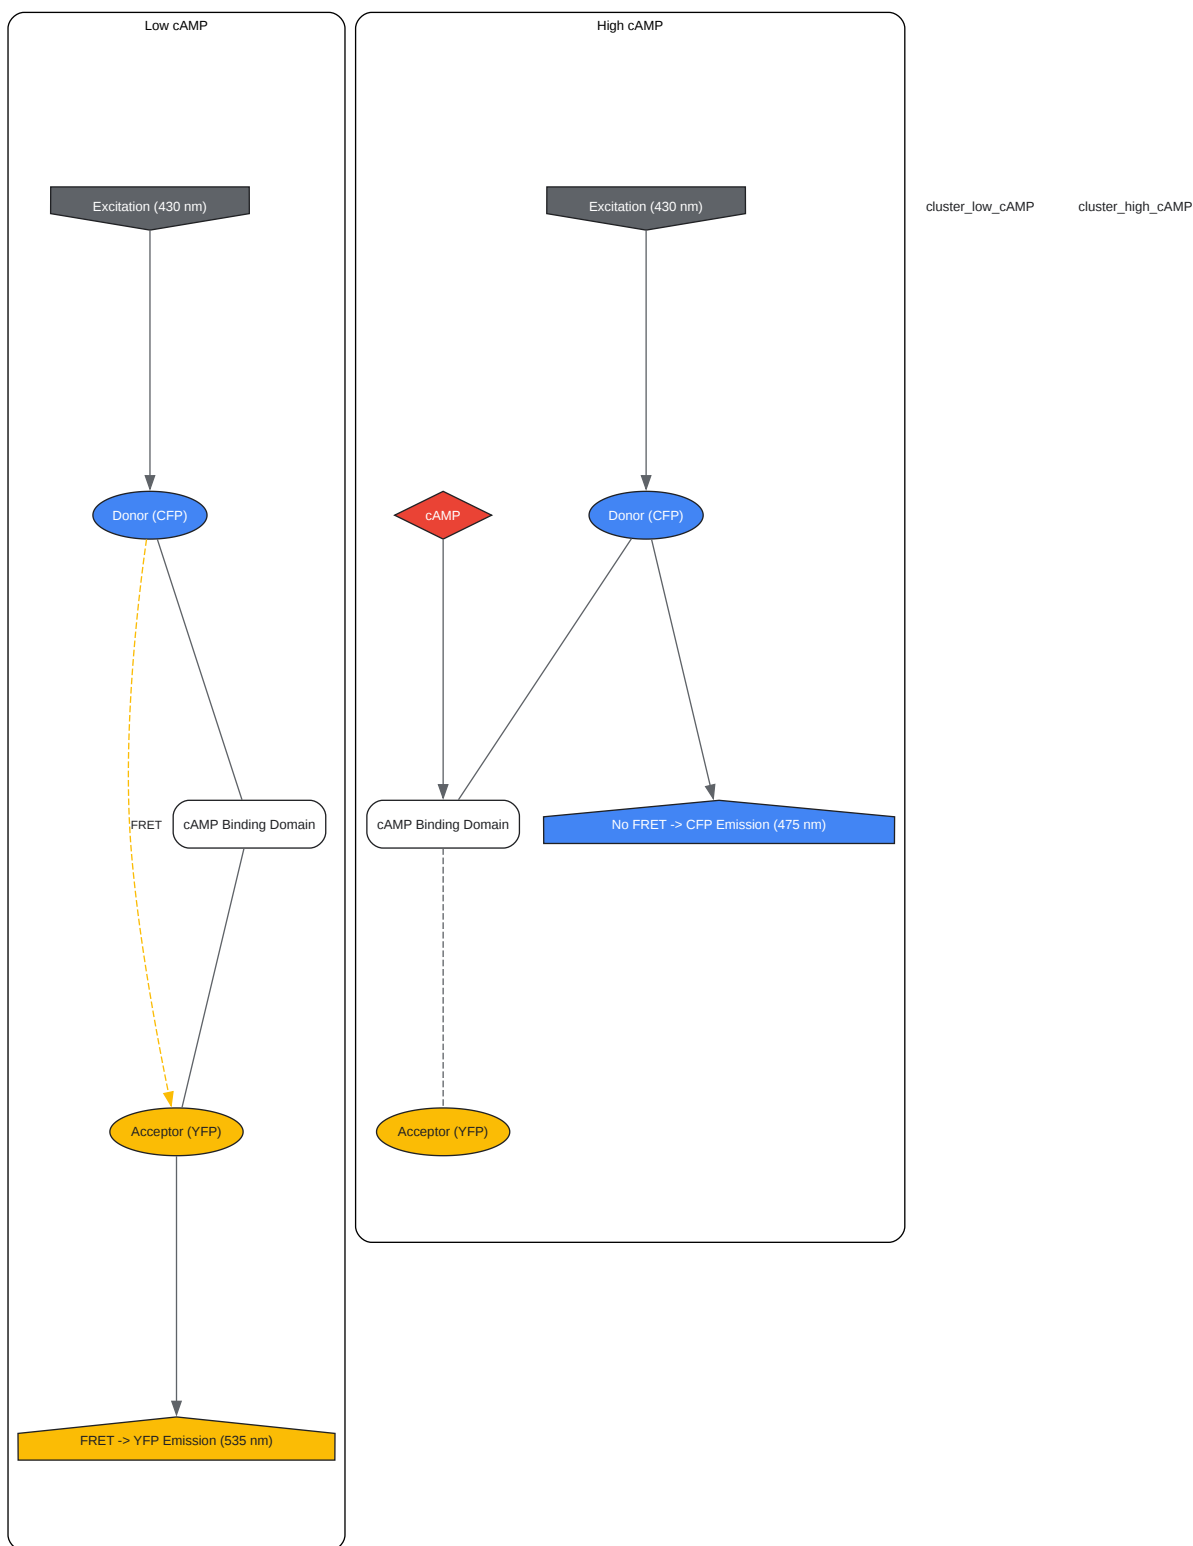 Low cAMP
Excitation (430 nm)
Donor (CFP)
FRET
cAMP Binding Domain
Acceptor (YFP)
FRET -> YFP Emission (535 nm)
High cAMP
Excitation (430 nm)
cAMP
Donor (CFP)
cAMP Binding Domain
No FRET -> CFP Emission (475 nm)
Acceptor (YFP)
cluster_low_cAMP
cluster_high_cAMP